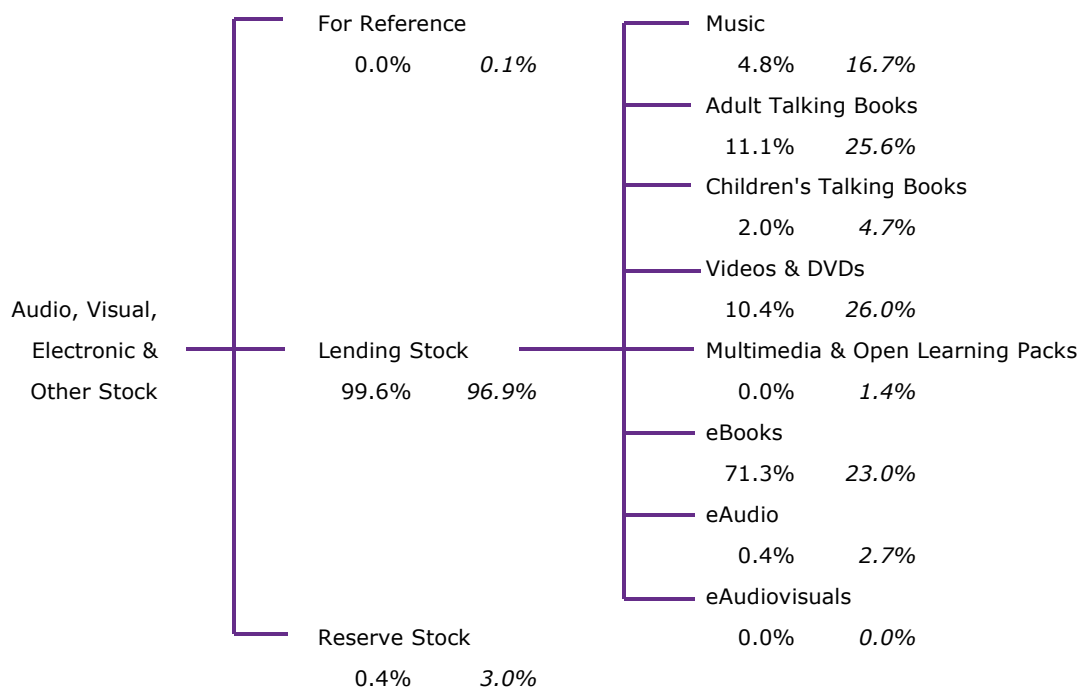 Audio, Visual,
Electronic &
Other Stock
For Reference
0.0% 0.1%
Lending Stock
99.6% 96.9%
Reserve Stock
0.4% 3.0%
Music
4.8% 16.7%
Adult Talking Books
11.1% 25.6%
Children's Talking Books
2.0% 4.7%
Videos & DVDs
10.4% 26.0%
Multimedia & Open Learning Packs
0.0% 1.4%
eBooks
71.3% 23.0%
eAudio
0.4% 2.7%
eAudiovisuals
0.0% 0.0%